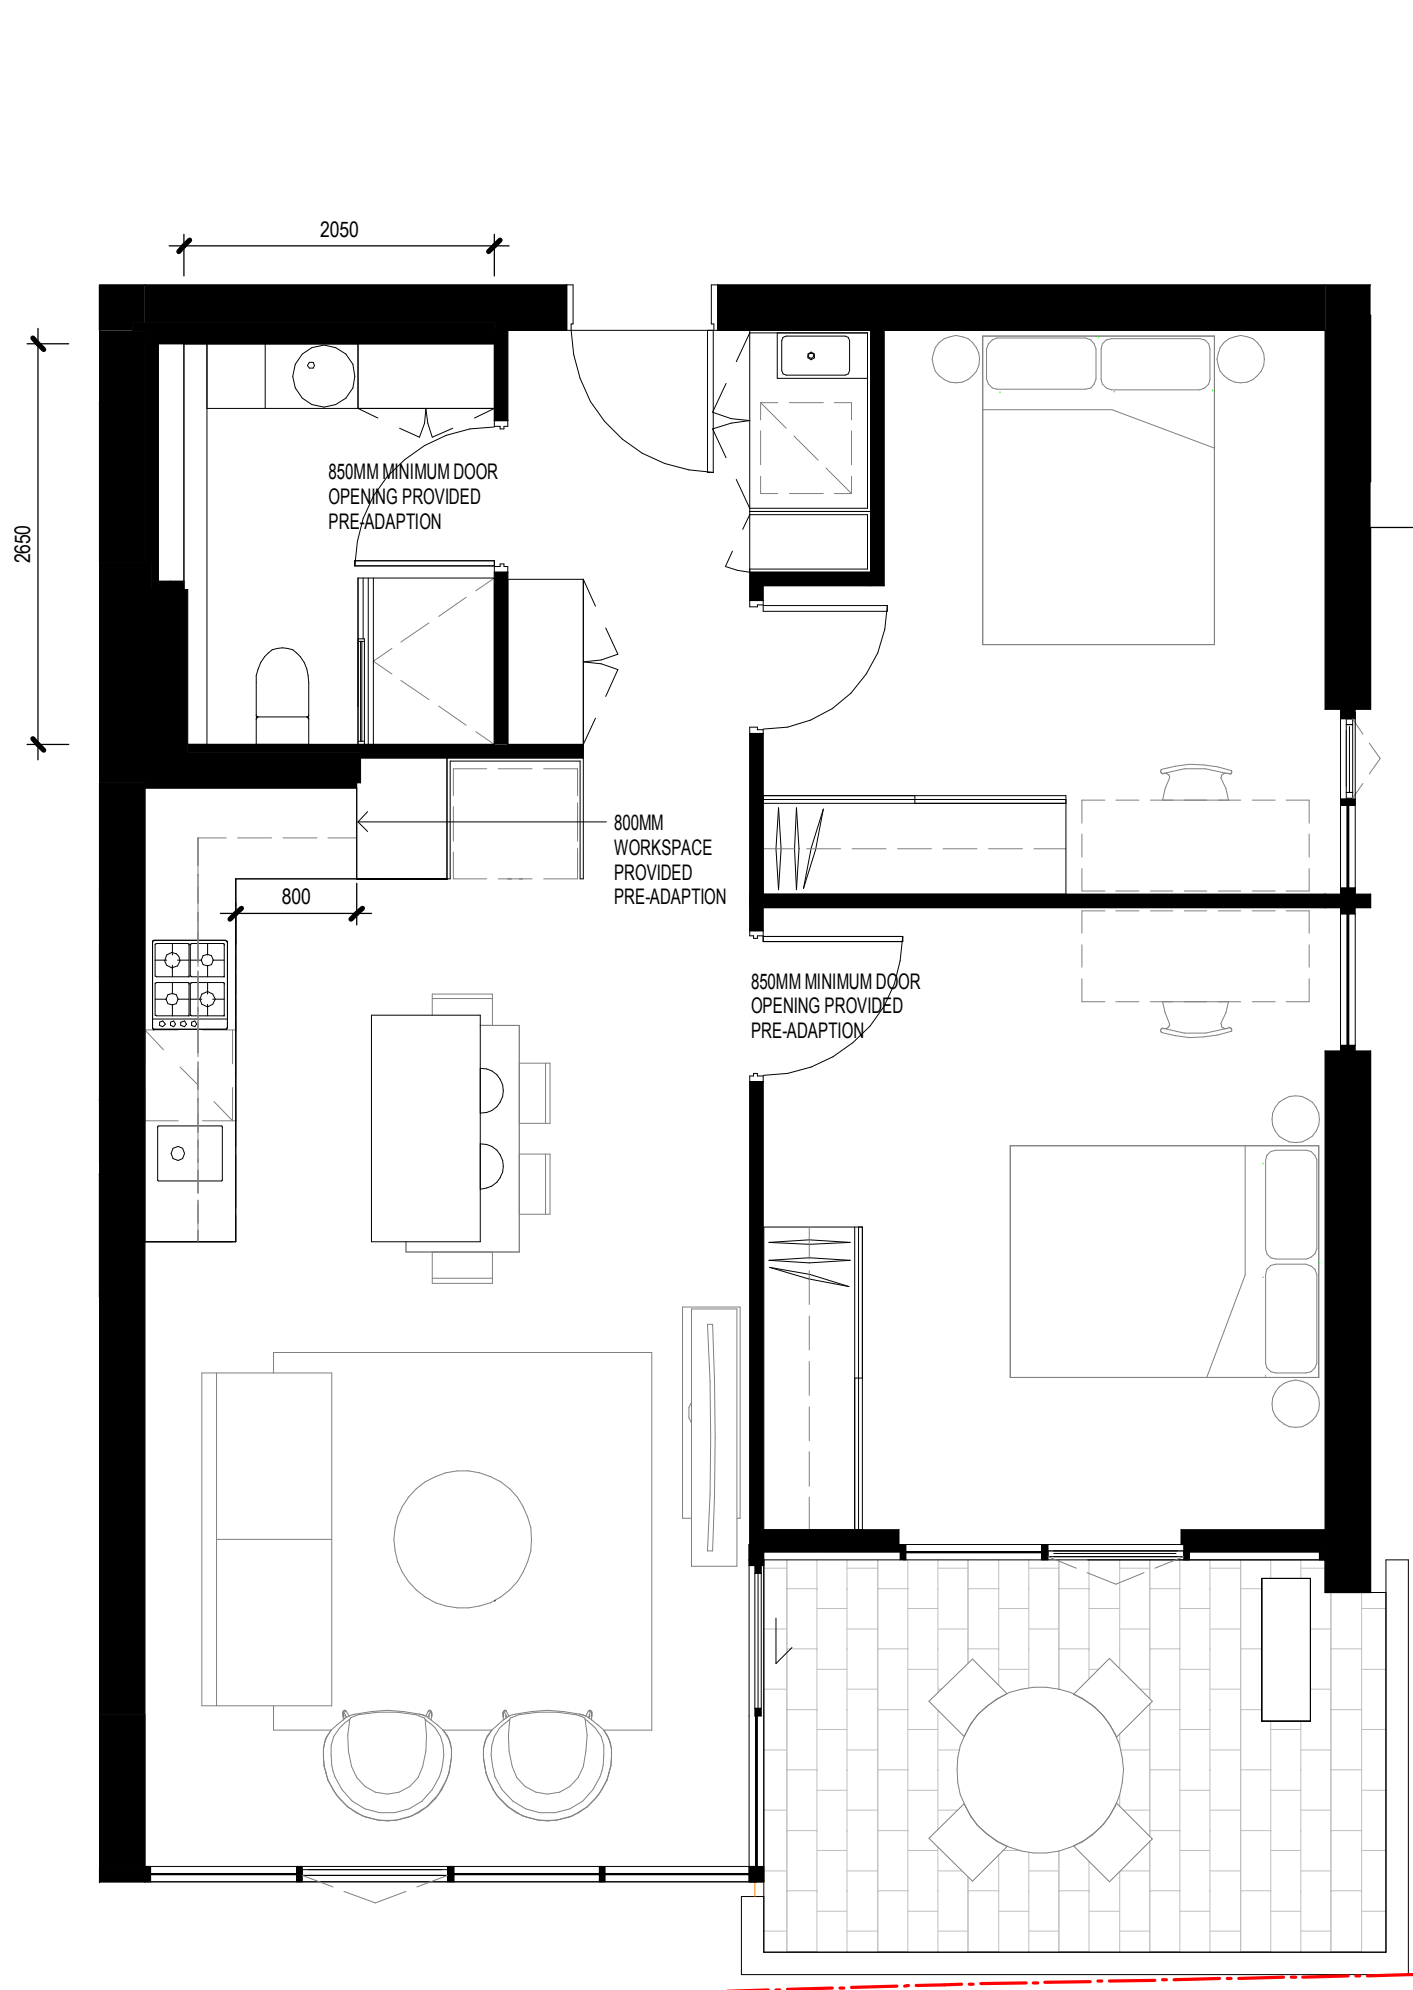 2050
850MM MINIMUM DOOR
OPENING PROVIDED
PRE-ADAPTION
2650
800MM
WORKSPACE
PROVIDED
PRE-ADAPTION
800
850MM MINIMUM DOOR
OPENING PROVIDED
PRE-ADAPTION